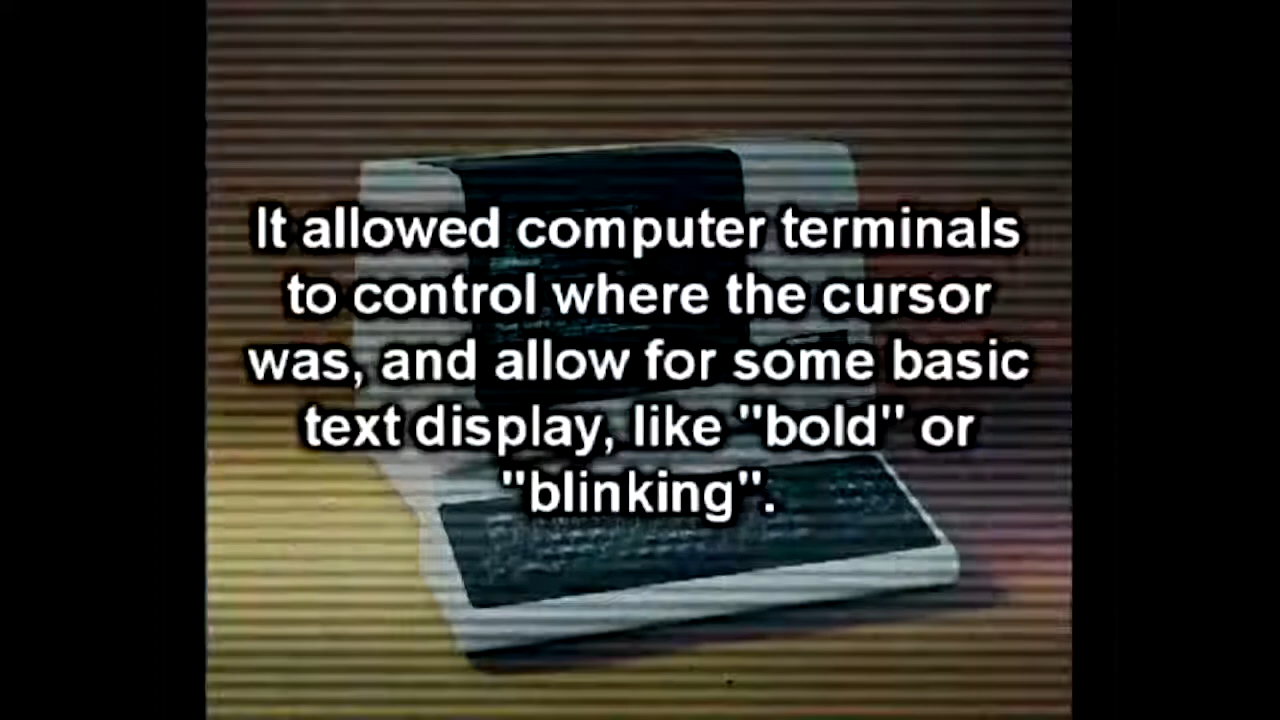 It allowed computer terminals
to control where the cursor
was, and allow for some basic
text display, like "bold" or
"blinking".